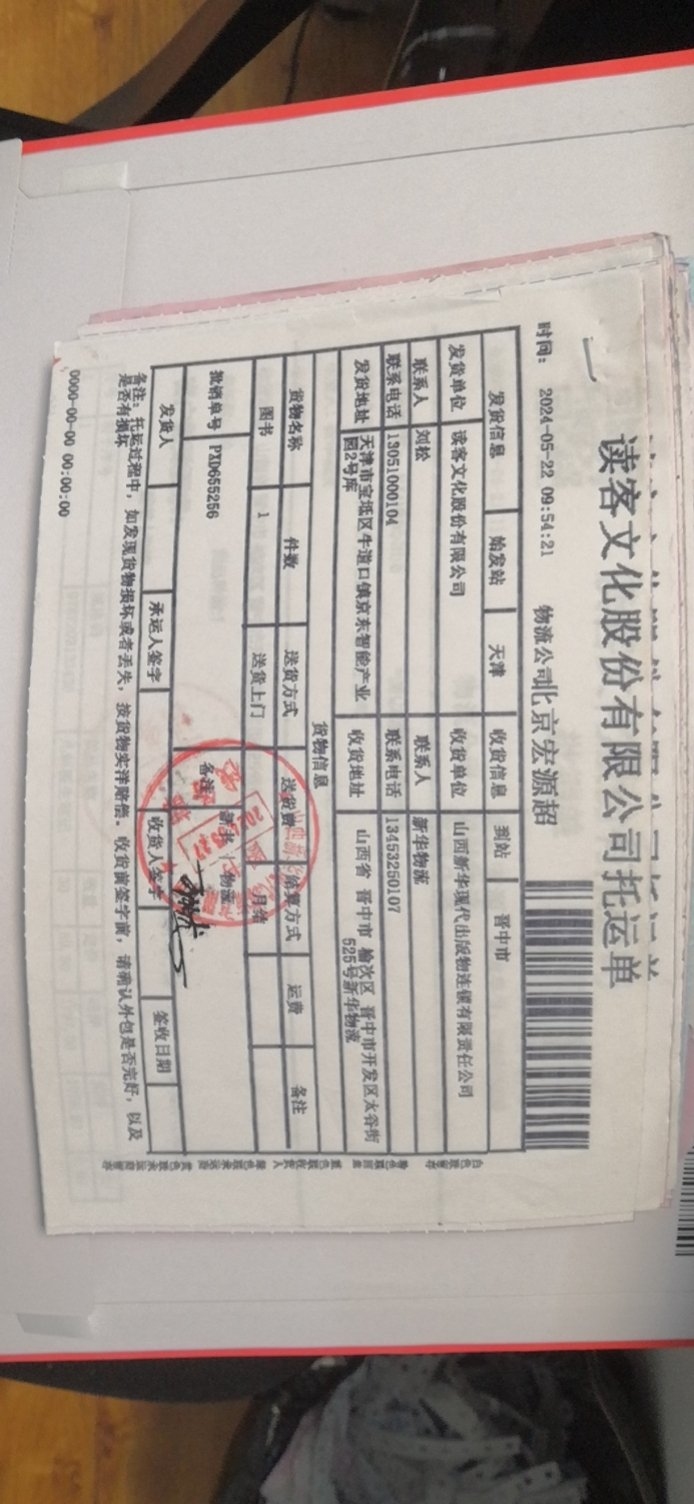 读客文化股份有限公司托运单
时间： 2024-05-22 09:54:21 物流公司北京宏源超
发货信息 始发站 天津 收货信息 到站 晋中市
发货单位 读客文化股份有限公司 收货单位 山西新华现代出版物连锁有限责任公司
联系人 刘松 联系人 新华物流
联系电话 13051000104 联系电话 13453250107
发货地址 天津市宝坻区牛道口镇京东智能产业 收货地址 山西省 晋中市 榆次区 晋中市开发区太谷街
园2号库 525号新华物流
货物信息
货物名称 件数 送货方式 送货费 结算方式 运费 备注
图书 1 送货上门 月结
批销单号 PXD655256 备注 物流
发货人 承运人签字 收货人签字 签收日期
备注：托运过程中，如发现货物损坏或者丢失，按货物实洋赔偿。收货前签字前，请确认外包是否完好，以及
是否有损坏
0000-00-00 00:00:00